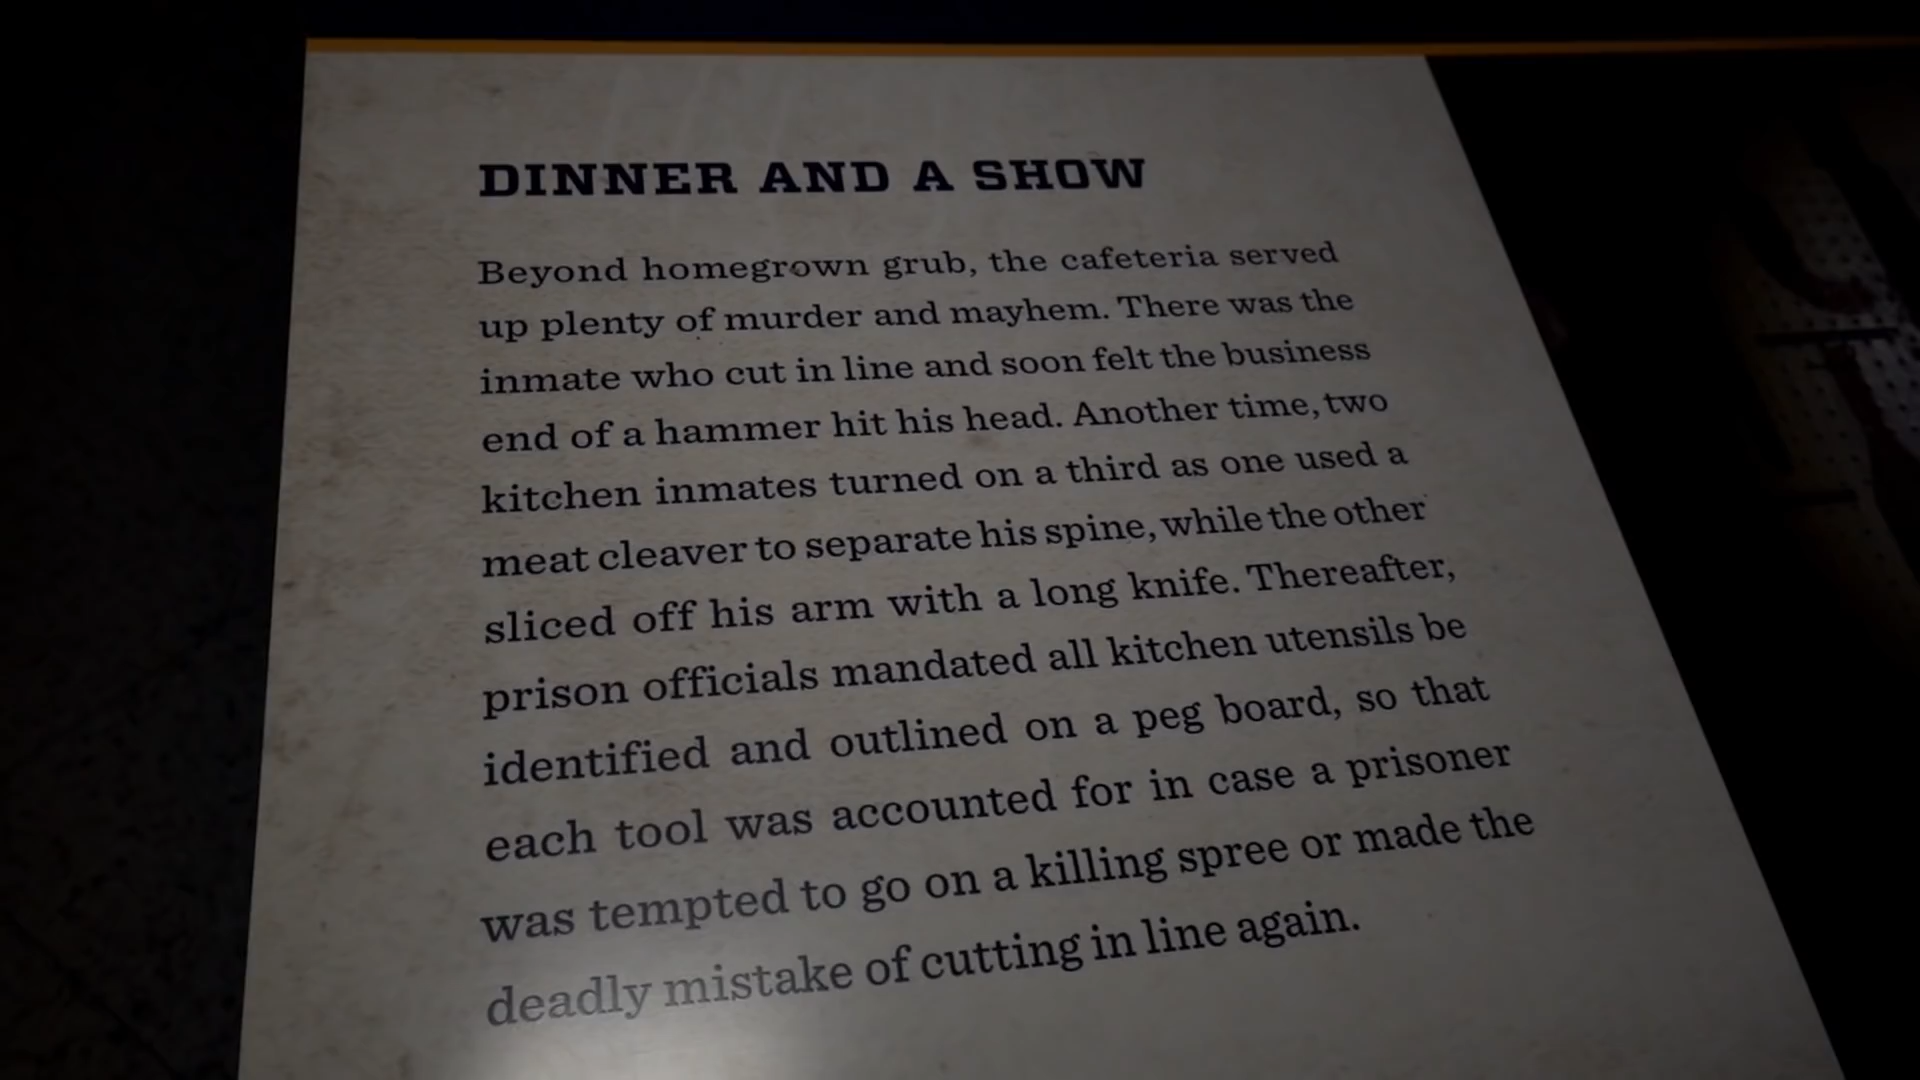 DINNER AND A SHOW
Beyond homegrown grub, the cafeteria served
up plenty of murder and mayhem. There was the
inmate who cut in line and soon felt the business
end of a hammer hit his head. Another time, two
kitchen inmates turned on a third as one used a
meat cleaver to separate his spine, while the other
sliced off his arm with a long knife. Thereafter,
prison officials mandated all kitchen utensils be
identified and outlined on a peg board, so that
each tool was accounted for in case a prisoner
was tempted to go on a killing spree or made the
deadly mistake of cutting in line again.